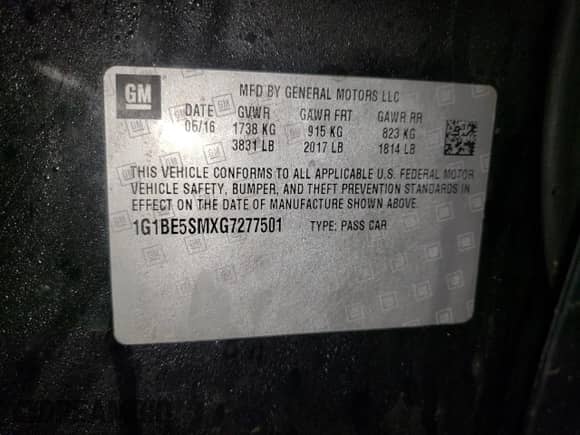 GM
MFD BY GENERAL MOTORS LLC
DATE GVWR GAWR FRT GAWR RR
05/16 1738 KG 915 KG 823 KG
3831 LB 2017 LB 1814 LB
THIS VEHICLE CONFORMS TO ALL APPLICABLE U.S. FEDERAL MOTOR
VEHICLE SAFETY, BUMPER, AND THEFT PREVENTION STANDARDS IN
EFFECT ON THE DATE OF MANUFACTURE SHOWN ABOVE.
1G1BE5SMXG7277501 TYPE: PASS CAR